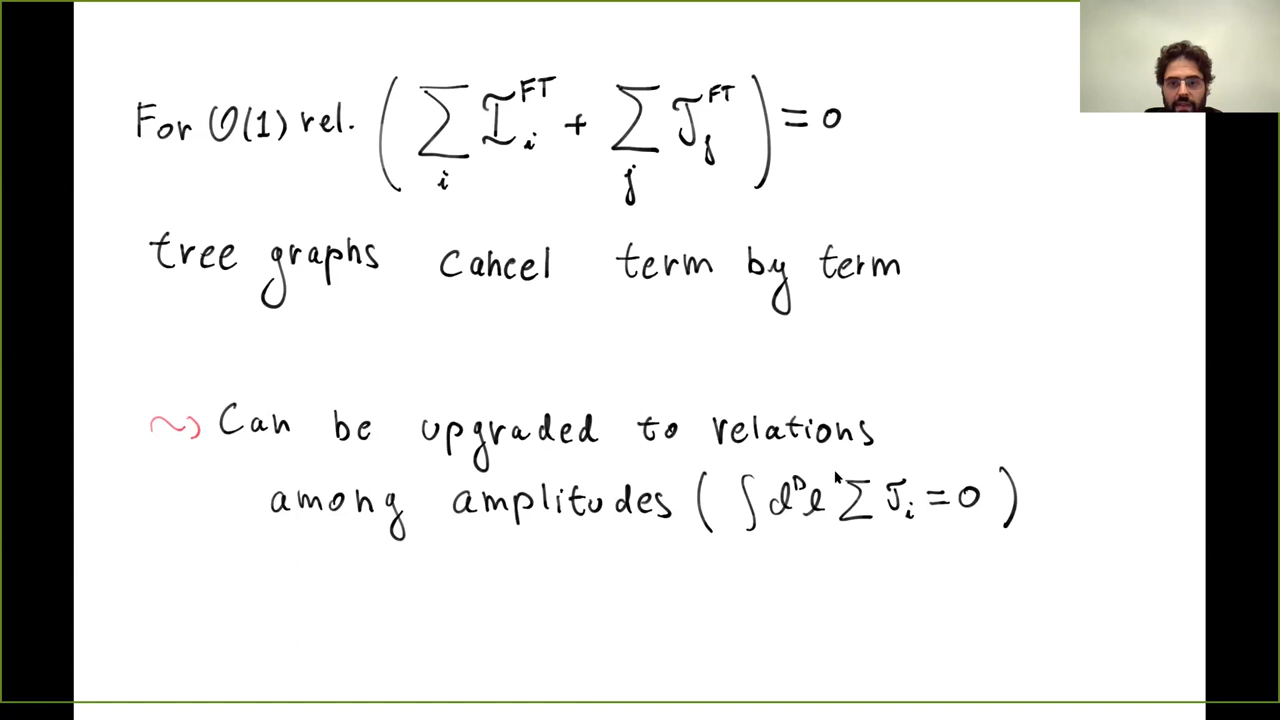 For O(1) rel. ( ∑_i I_i^{FT} + ∑_j J_j^{FT} ) = 0
tree graphs cancel term by term
⤳ Can be upgraded to relations
among amplitudes ( ∫ d^D ℓ ∑ J_i = 0 )